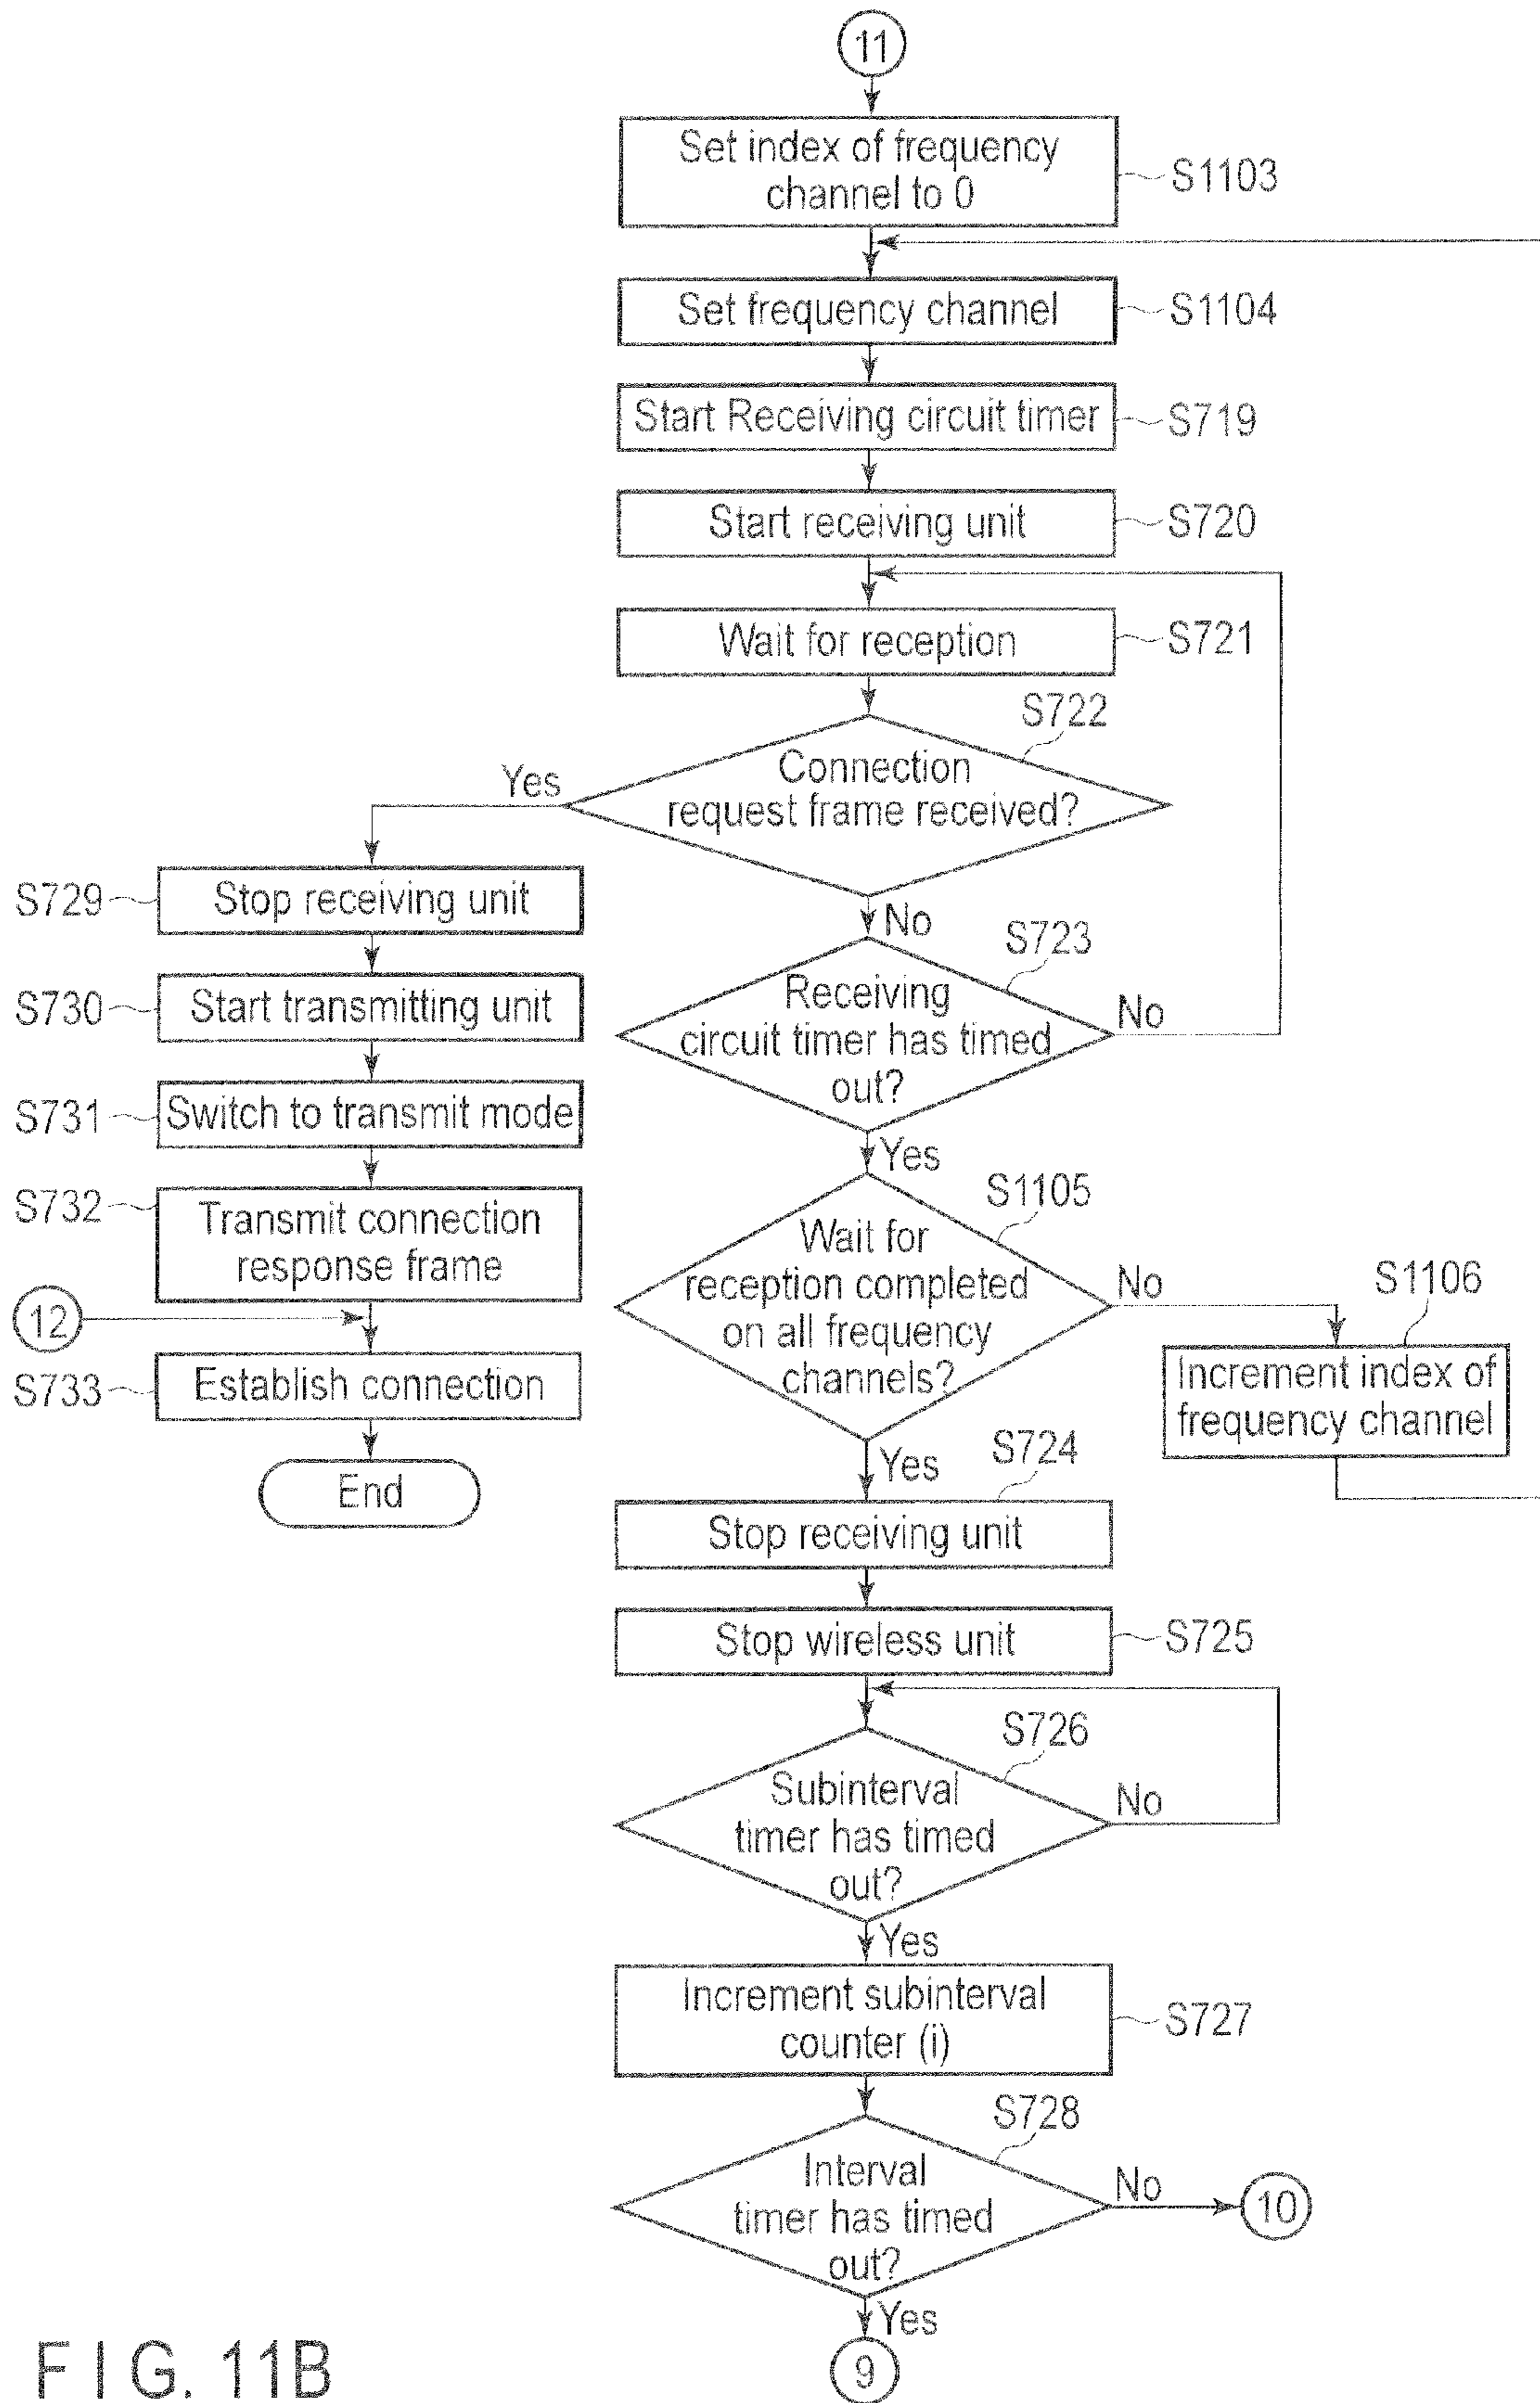 11
Set index of frequency
channel to 0
S1103
Set frequency channel
S1104
Start Receiving circuit timer
S719
Start receiving unit
S720
Wait for reception
S721
S722
Connection
request frame received?
Yes
No
S729
Stop receiving unit
S730
Start transmitting unit
S731
Switch to transmit mode
S732
Transmit connection
response frame
12
S733
Establish connection
End
S723
Receiving
circuit timer has timed
out?
No
Yes
S1105
Wait for
reception completed
on all frequency
channels?
No
S1106
Increment index of
frequency channel
Yes
S724
Stop receiving unit
Stop wireless unit
S725
S726
Subinterval
timer has timed
out?
No
Yes
Increment subinterval
counter (i)
S727
S728
Interval
timer has timed
out?
No
10
Yes
9
FIG. 11B